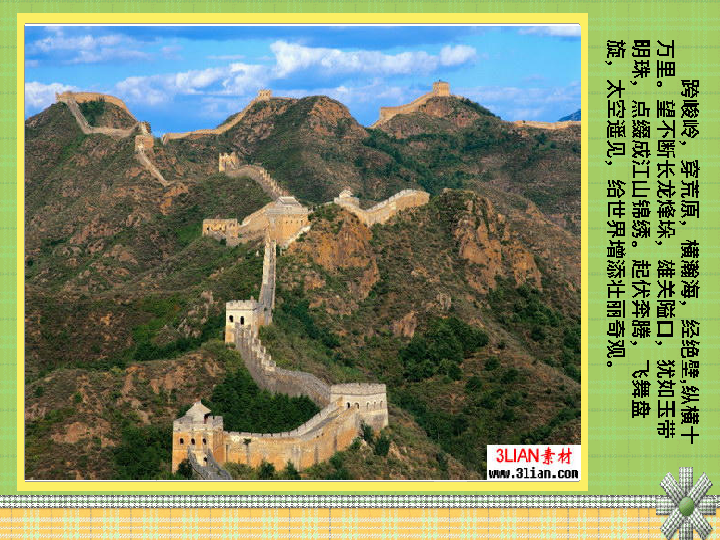 跨峻岭，穿荒原，横瀚海，经绝壁,纵横十
万里。望不断长龙烽垛，雄关隘口，犹如玉带
明珠，点缀成江山锦绣。起伏奔腾，飞舞盘
旋，太空遥见，给世界增添壮丽奇观。
3LIAN素材
www.3lian.com